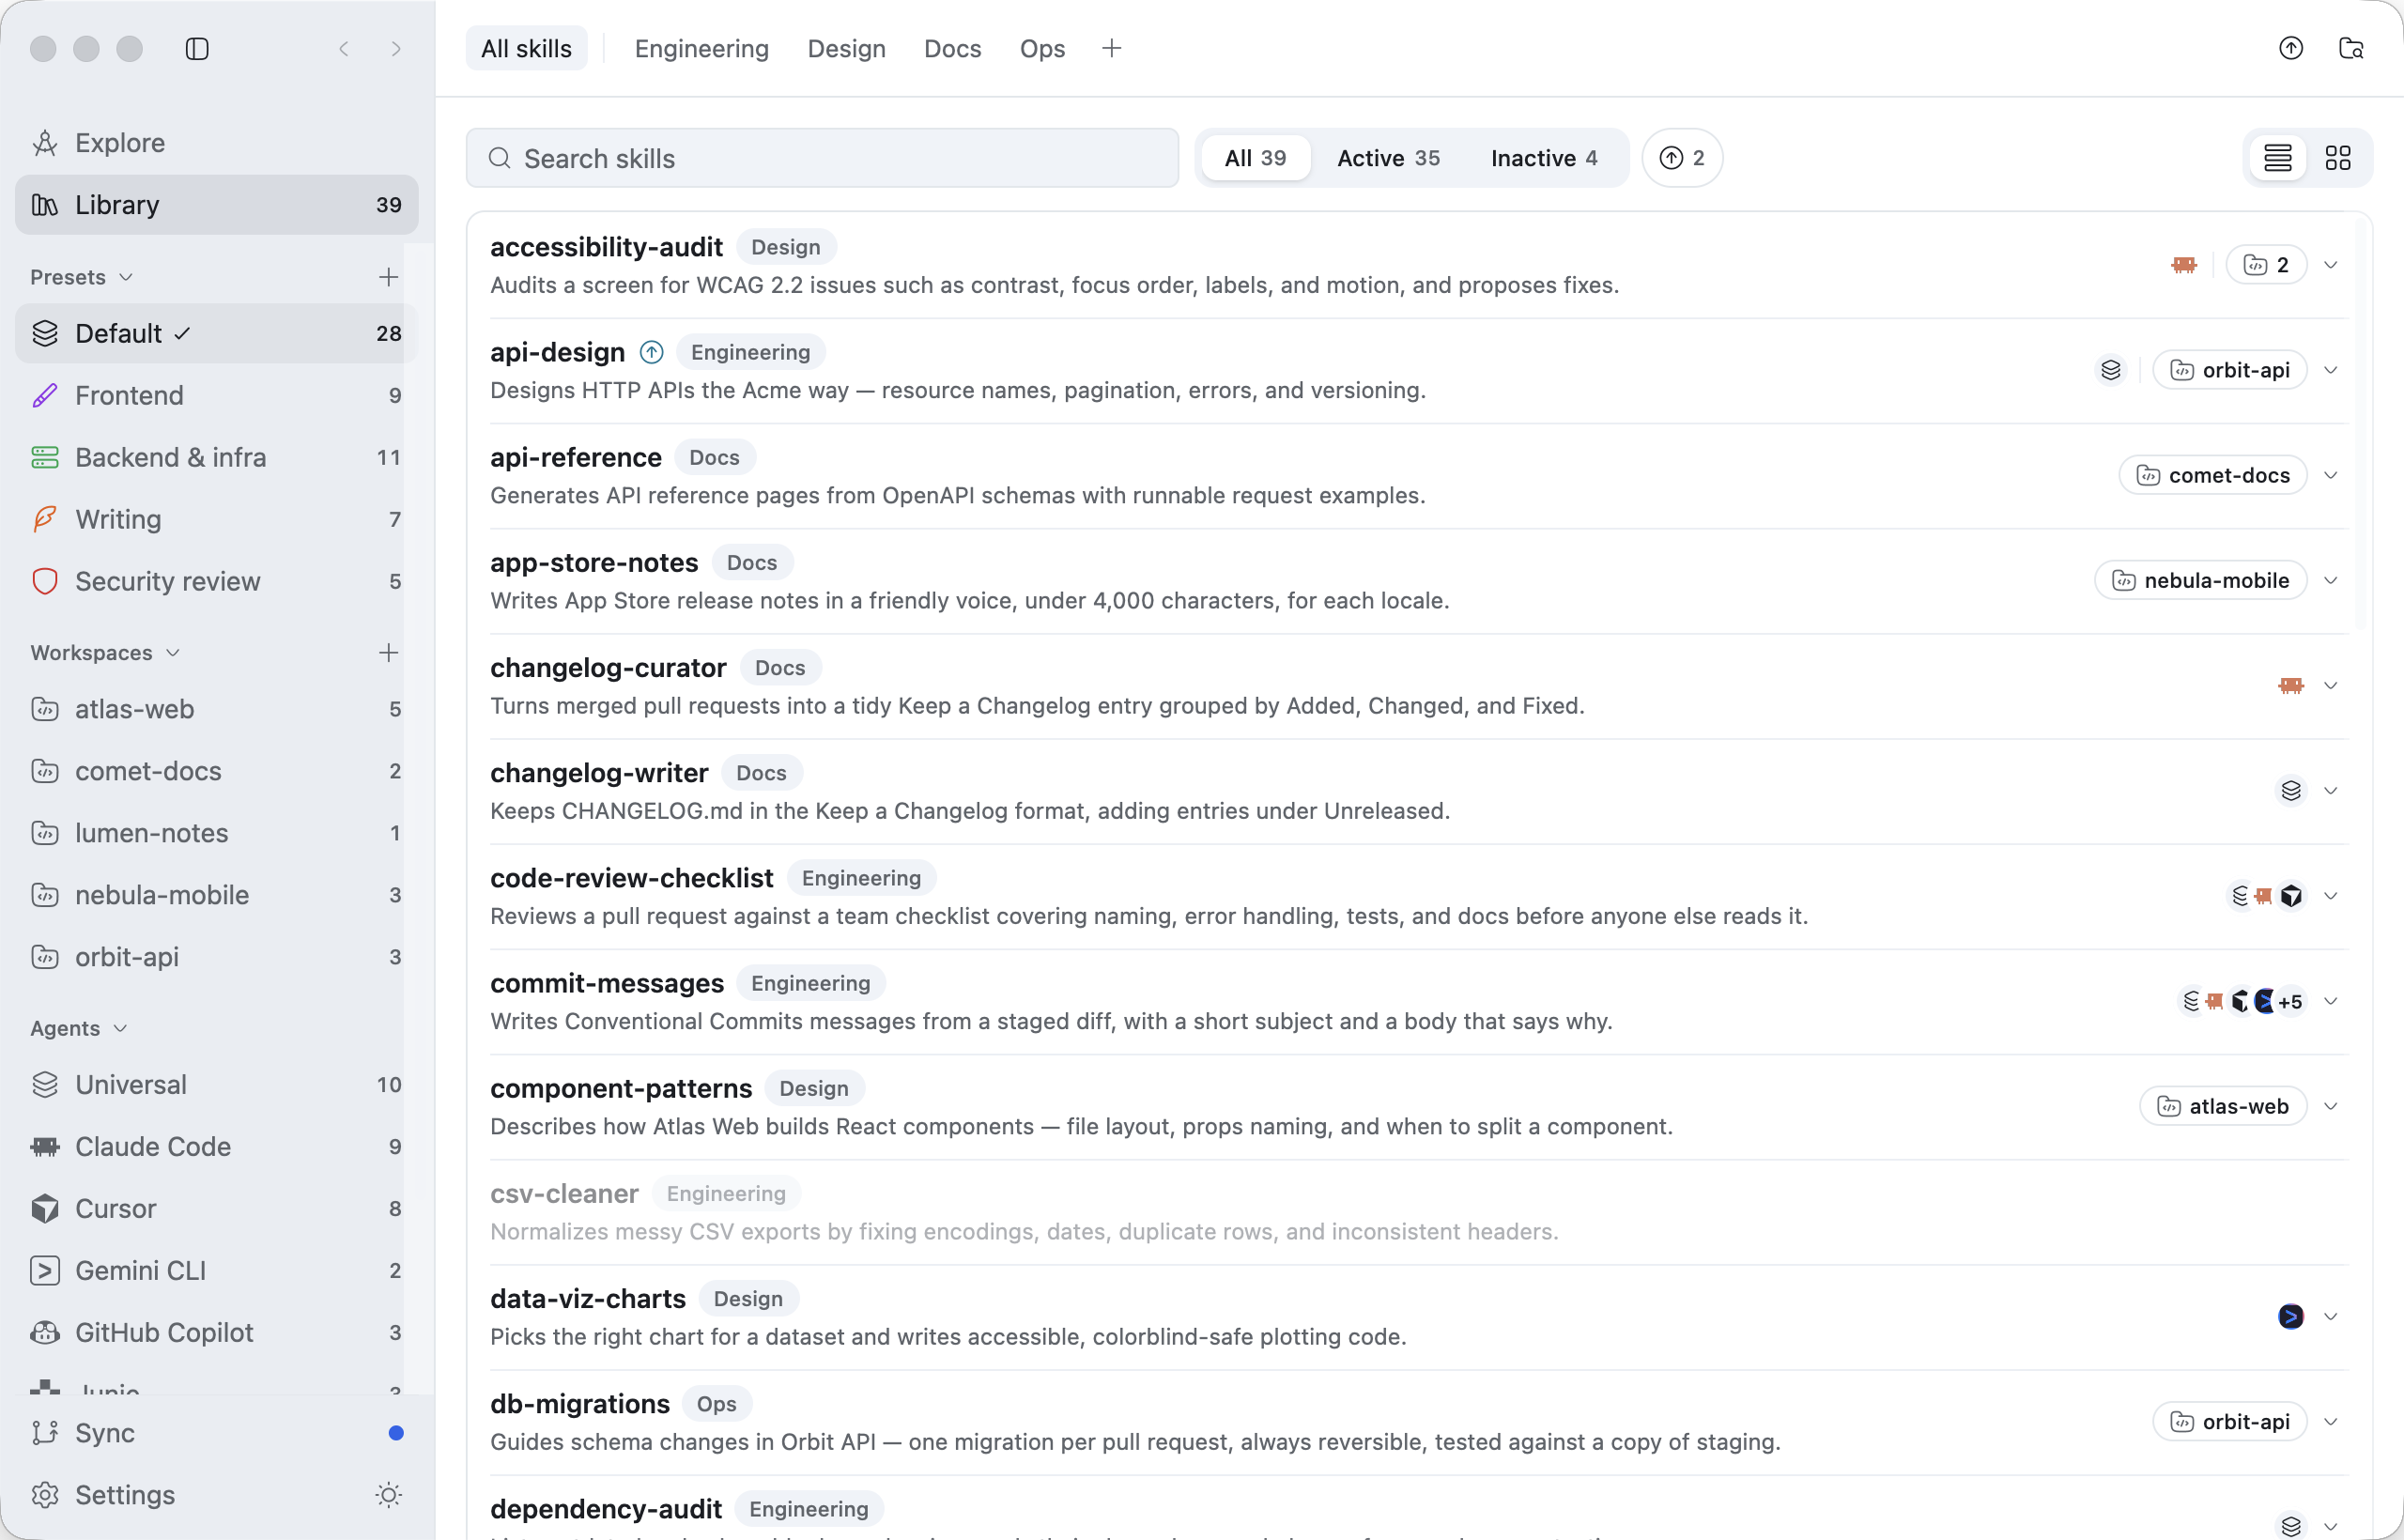 All skills Engineering Design Docs Ops
Explore
Library 39
Presets
Default 28
Frontend 9
Backend & infra 11
Writing 7
Security review 5
Workspaces
atlas-web 5
comet-docs 2
lumen-notes 1
nebula-mobile 3
orbit-api 3
Agents
Universal 10
Claude Code 9
Cursor 8
Gemini CLI 2
GitHub Copilot 3
Sync
Settings
Search skills
All 39 Active 35 Inactive 4 2
accessibility-audit Design
Audits a screen for WCAG 2.2 issues such as contrast, focus order, labels, and motion, and proposes fixes.
2
api-design Engineering
Designs HTTP APIs the Acme way — resource names, pagination, errors, and versioning.
orbit-api
api-reference Docs
Generates API reference pages from OpenAPI schemas with runnable request examples.
comet-docs
app-store-notes Docs
Writes App Store release notes in a friendly voice, under 4,000 characters, for each locale.
nebula-mobile
changelog-curator Docs
Turns merged pull requests into a tidy Keep a Changelog entry grouped by Added, Changed, and Fixed.
changelog-writer Docs
Keeps CHANGELOG.md in the Keep a Changelog format, adding entries under Unreleased.
code-review-checklist Engineering
Reviews a pull request against a team checklist covering naming, error handling, tests, and docs before anyone else reads it.
commit-messages Engineering
Writes Conventional Commits messages from a staged diff, with a short subject and a body that says why.
+5
component-patterns Design
Describes how Atlas Web builds React components — file layout, props naming, and when to split a component.
atlas-web
csv-cleaner Engineering
Normalizes messy CSV exports by fixing encodings, dates, duplicate rows, and inconsistent headers.
data-viz-charts Design
Picks the right chart for a dataset and writes accessible, colorblind-safe plotting code.
db-migrations Ops
Guides schema changes in Orbit API — one migration per pull request, always reversible, tested against a copy of staging.
orbit-api
dependency-audit Engineering